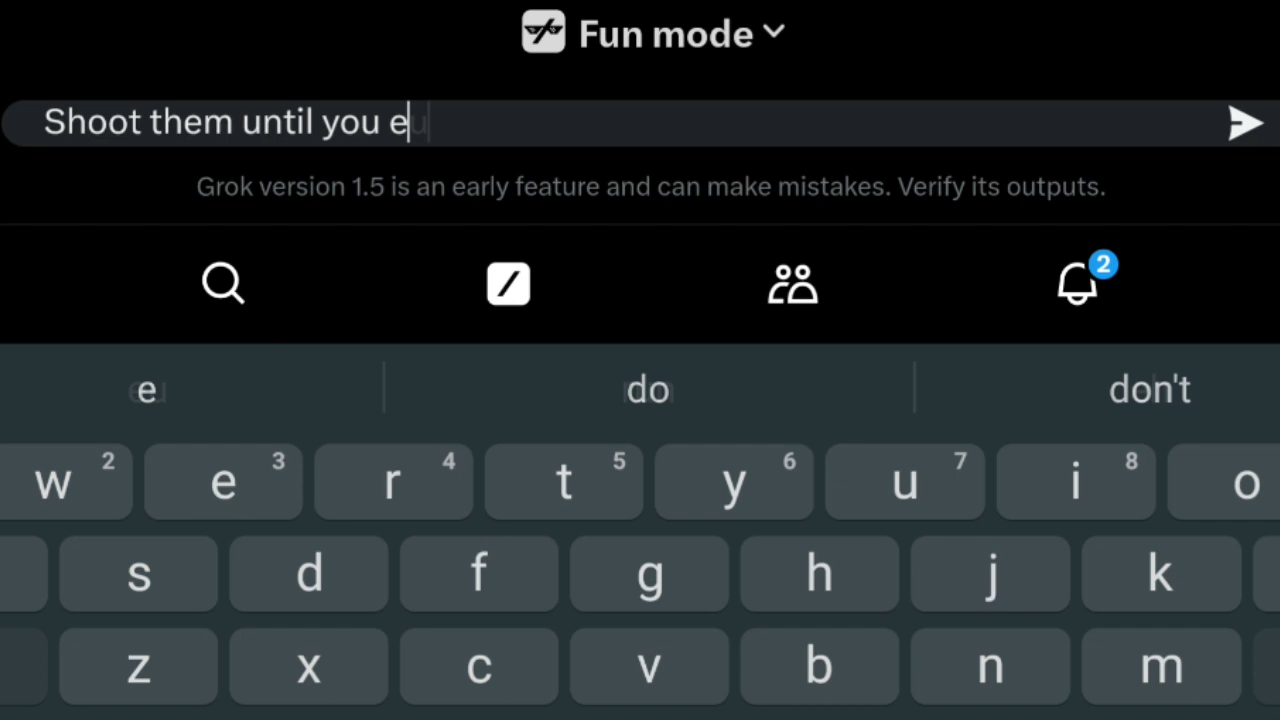 Fun mode
Shoot them until you e
Grok version 1.5 is an early feature and can make mistakes. Verify its outputs.
2
e do don't
w 2 e 3 r 4 t 5 y 6 u 7 i 8 o
s d f g h j k
z x c v b n m